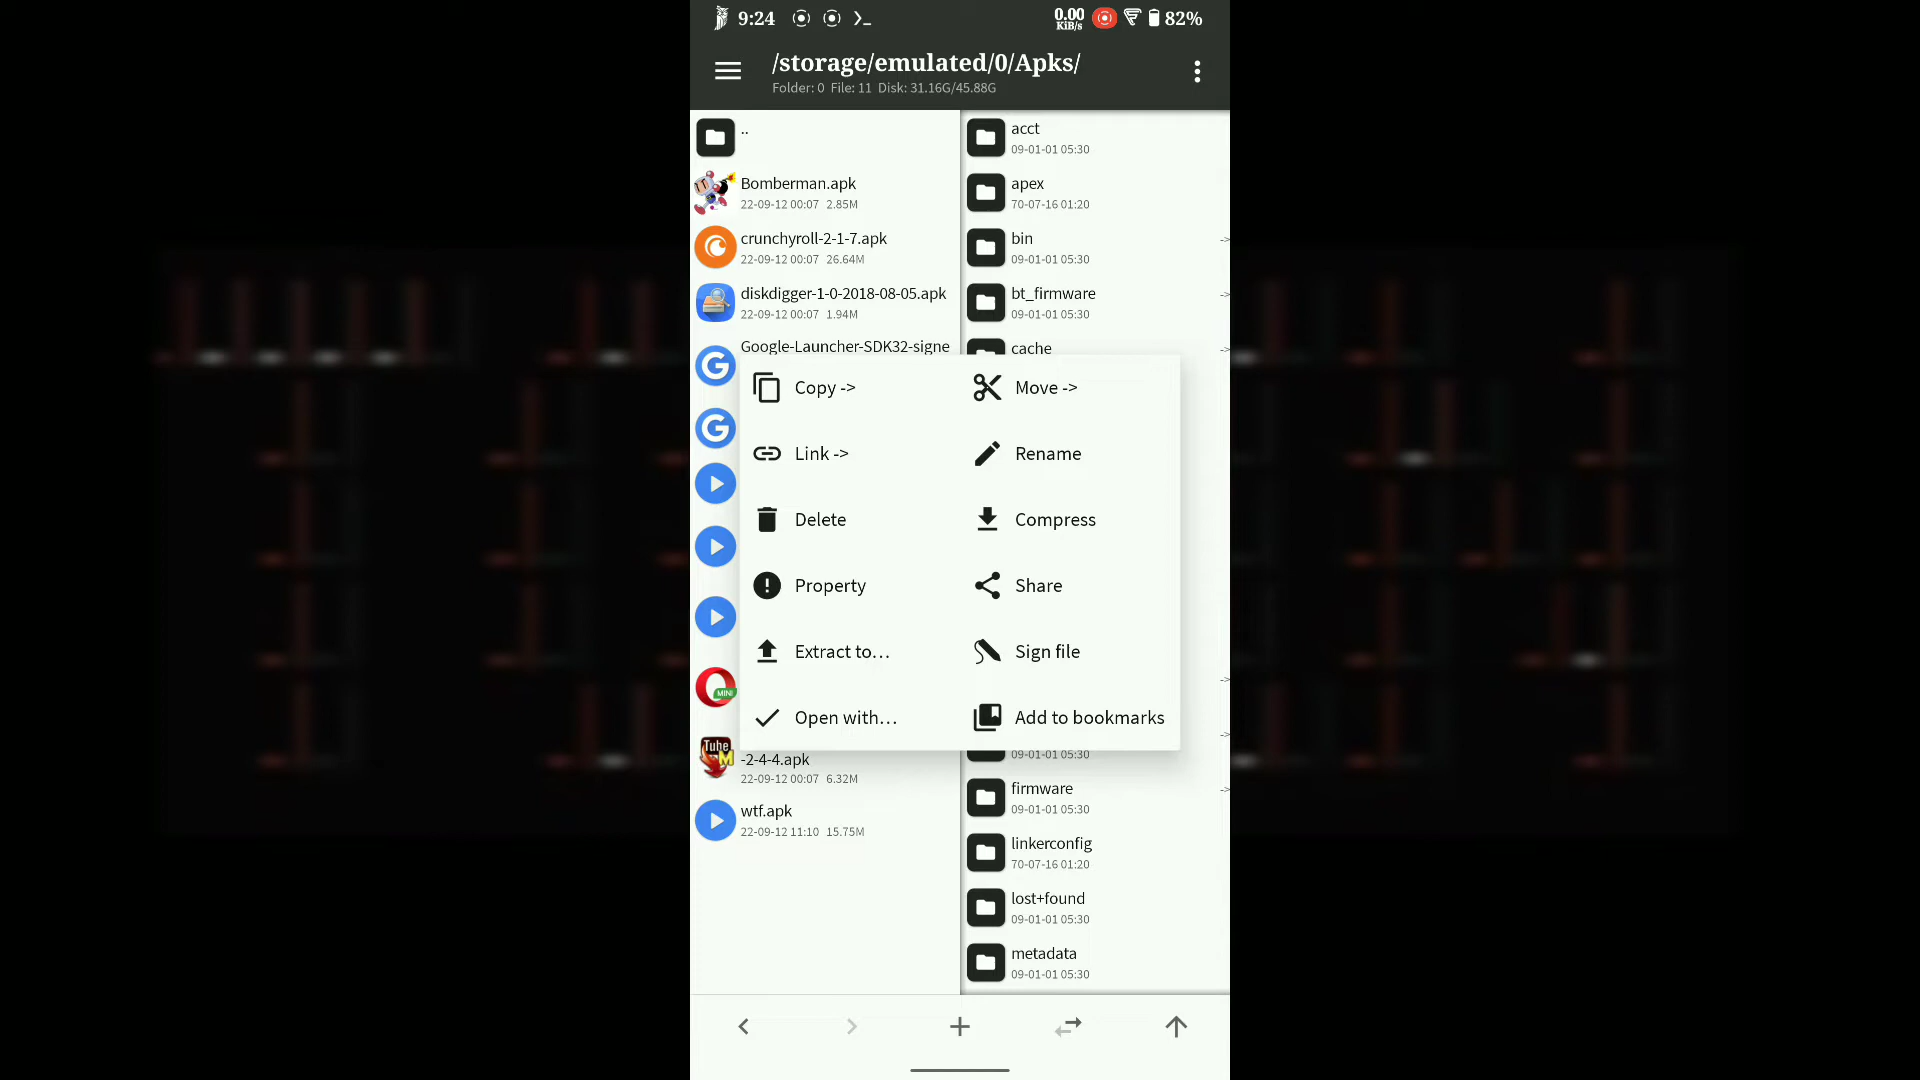 9:24
0.00
KiB/s
82%
/storage/emulated/0/Apks/
Folder: 0 File: 11 Disk: 31.16G/45.88G
..
Bomberman.apk
22-09-12 00:07 2.85M
crunchyroll-2-1-7.apk
22-09-12 00:07 26.64M
diskdigger-1-0-2018-08-05.apk
22-09-12 00:07 1.94M
Google-Launcher-SDK32-signe
MINI
Tube
M
-2-4-4.apk
22-09-12 00:07 6.32M
wtf.apk
22-09-12 11:10 15.75M
acct
09-01-01 05:30
apex
70-07-16 01:20
bin
09-01-01 05:30
->
bt_firmware
09-01-01 05:30
->
cache
->
Copy ->
Move ->
Link ->
Rename
Delete
Compress
Property
Share
Extract to…
Sign file
Open with…
Add to bookmarks
->
->
09-01-01 05:30
firmware
09-01-01 05:30
->
linkerconfig
70-07-16 01:20
lost+found
09-01-01 05:30
metadata
09-01-01 05:30